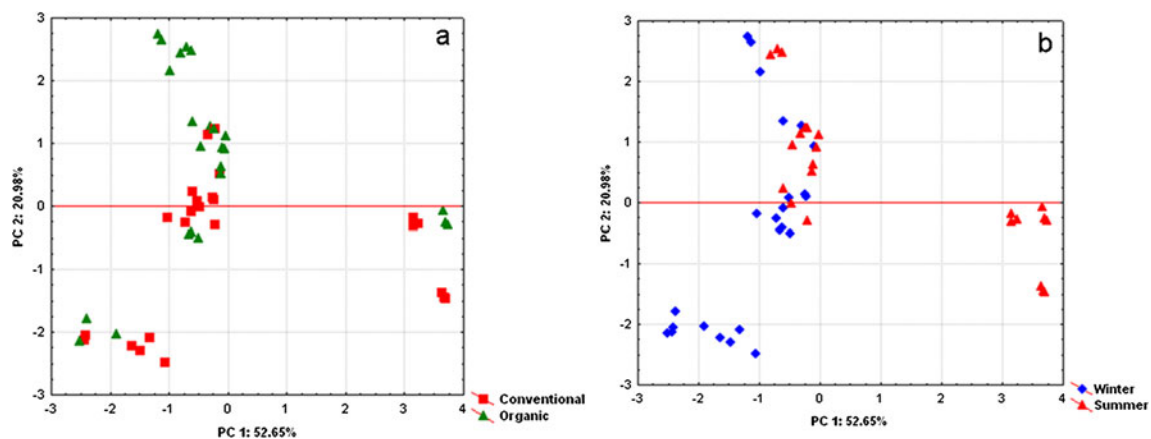 a
3
2
1
0
-1
-2
-3
PC 2: 20.98%
-3 -2 -1 0 1 2 3 4
PC 1: 52.65%
Conventional
Organic
b
3
2
1
0
-1
-2
-3
PC 2: 20.98%
-3 -2 -1 0 1 2 3 4
PC 1: 52.65%
Winter
Summer